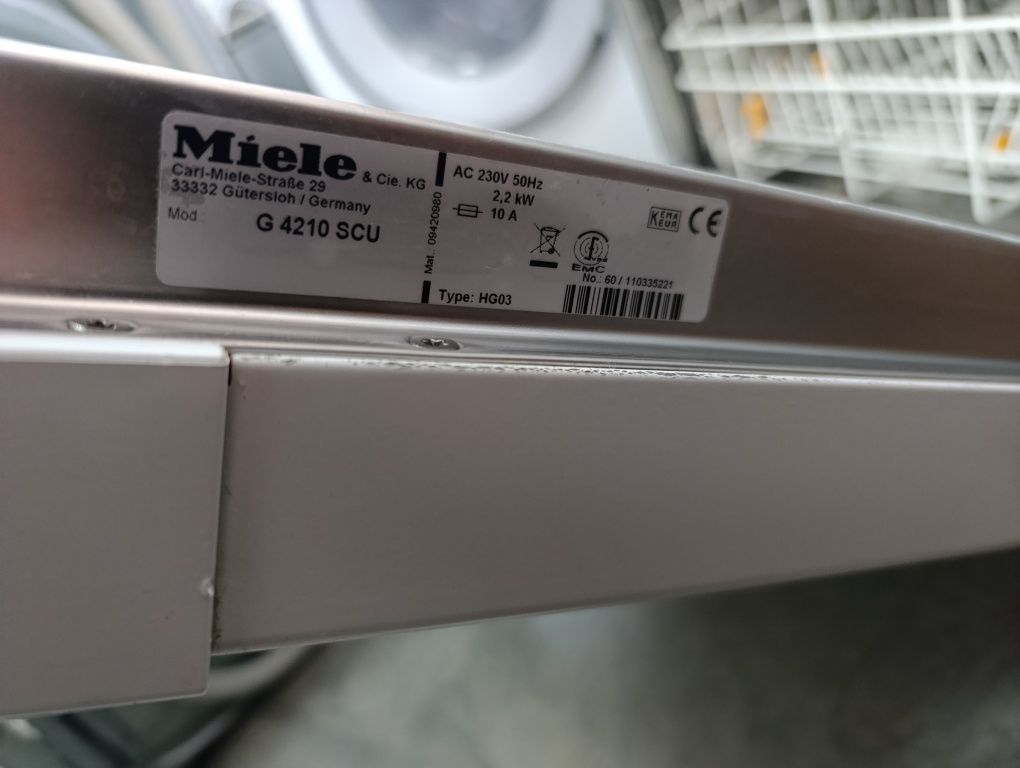 Miele & Cie. KG
Carl-Miele-Straße 29
33332 Gütersloh / Germany
Mod
G 4210 SCU
Mat.: 09420980
AC 230V 50Hz
2,2 kW
10 A
KEMA
EUR
CE
EMC
No.: 60 / 110335221
Type: HG03